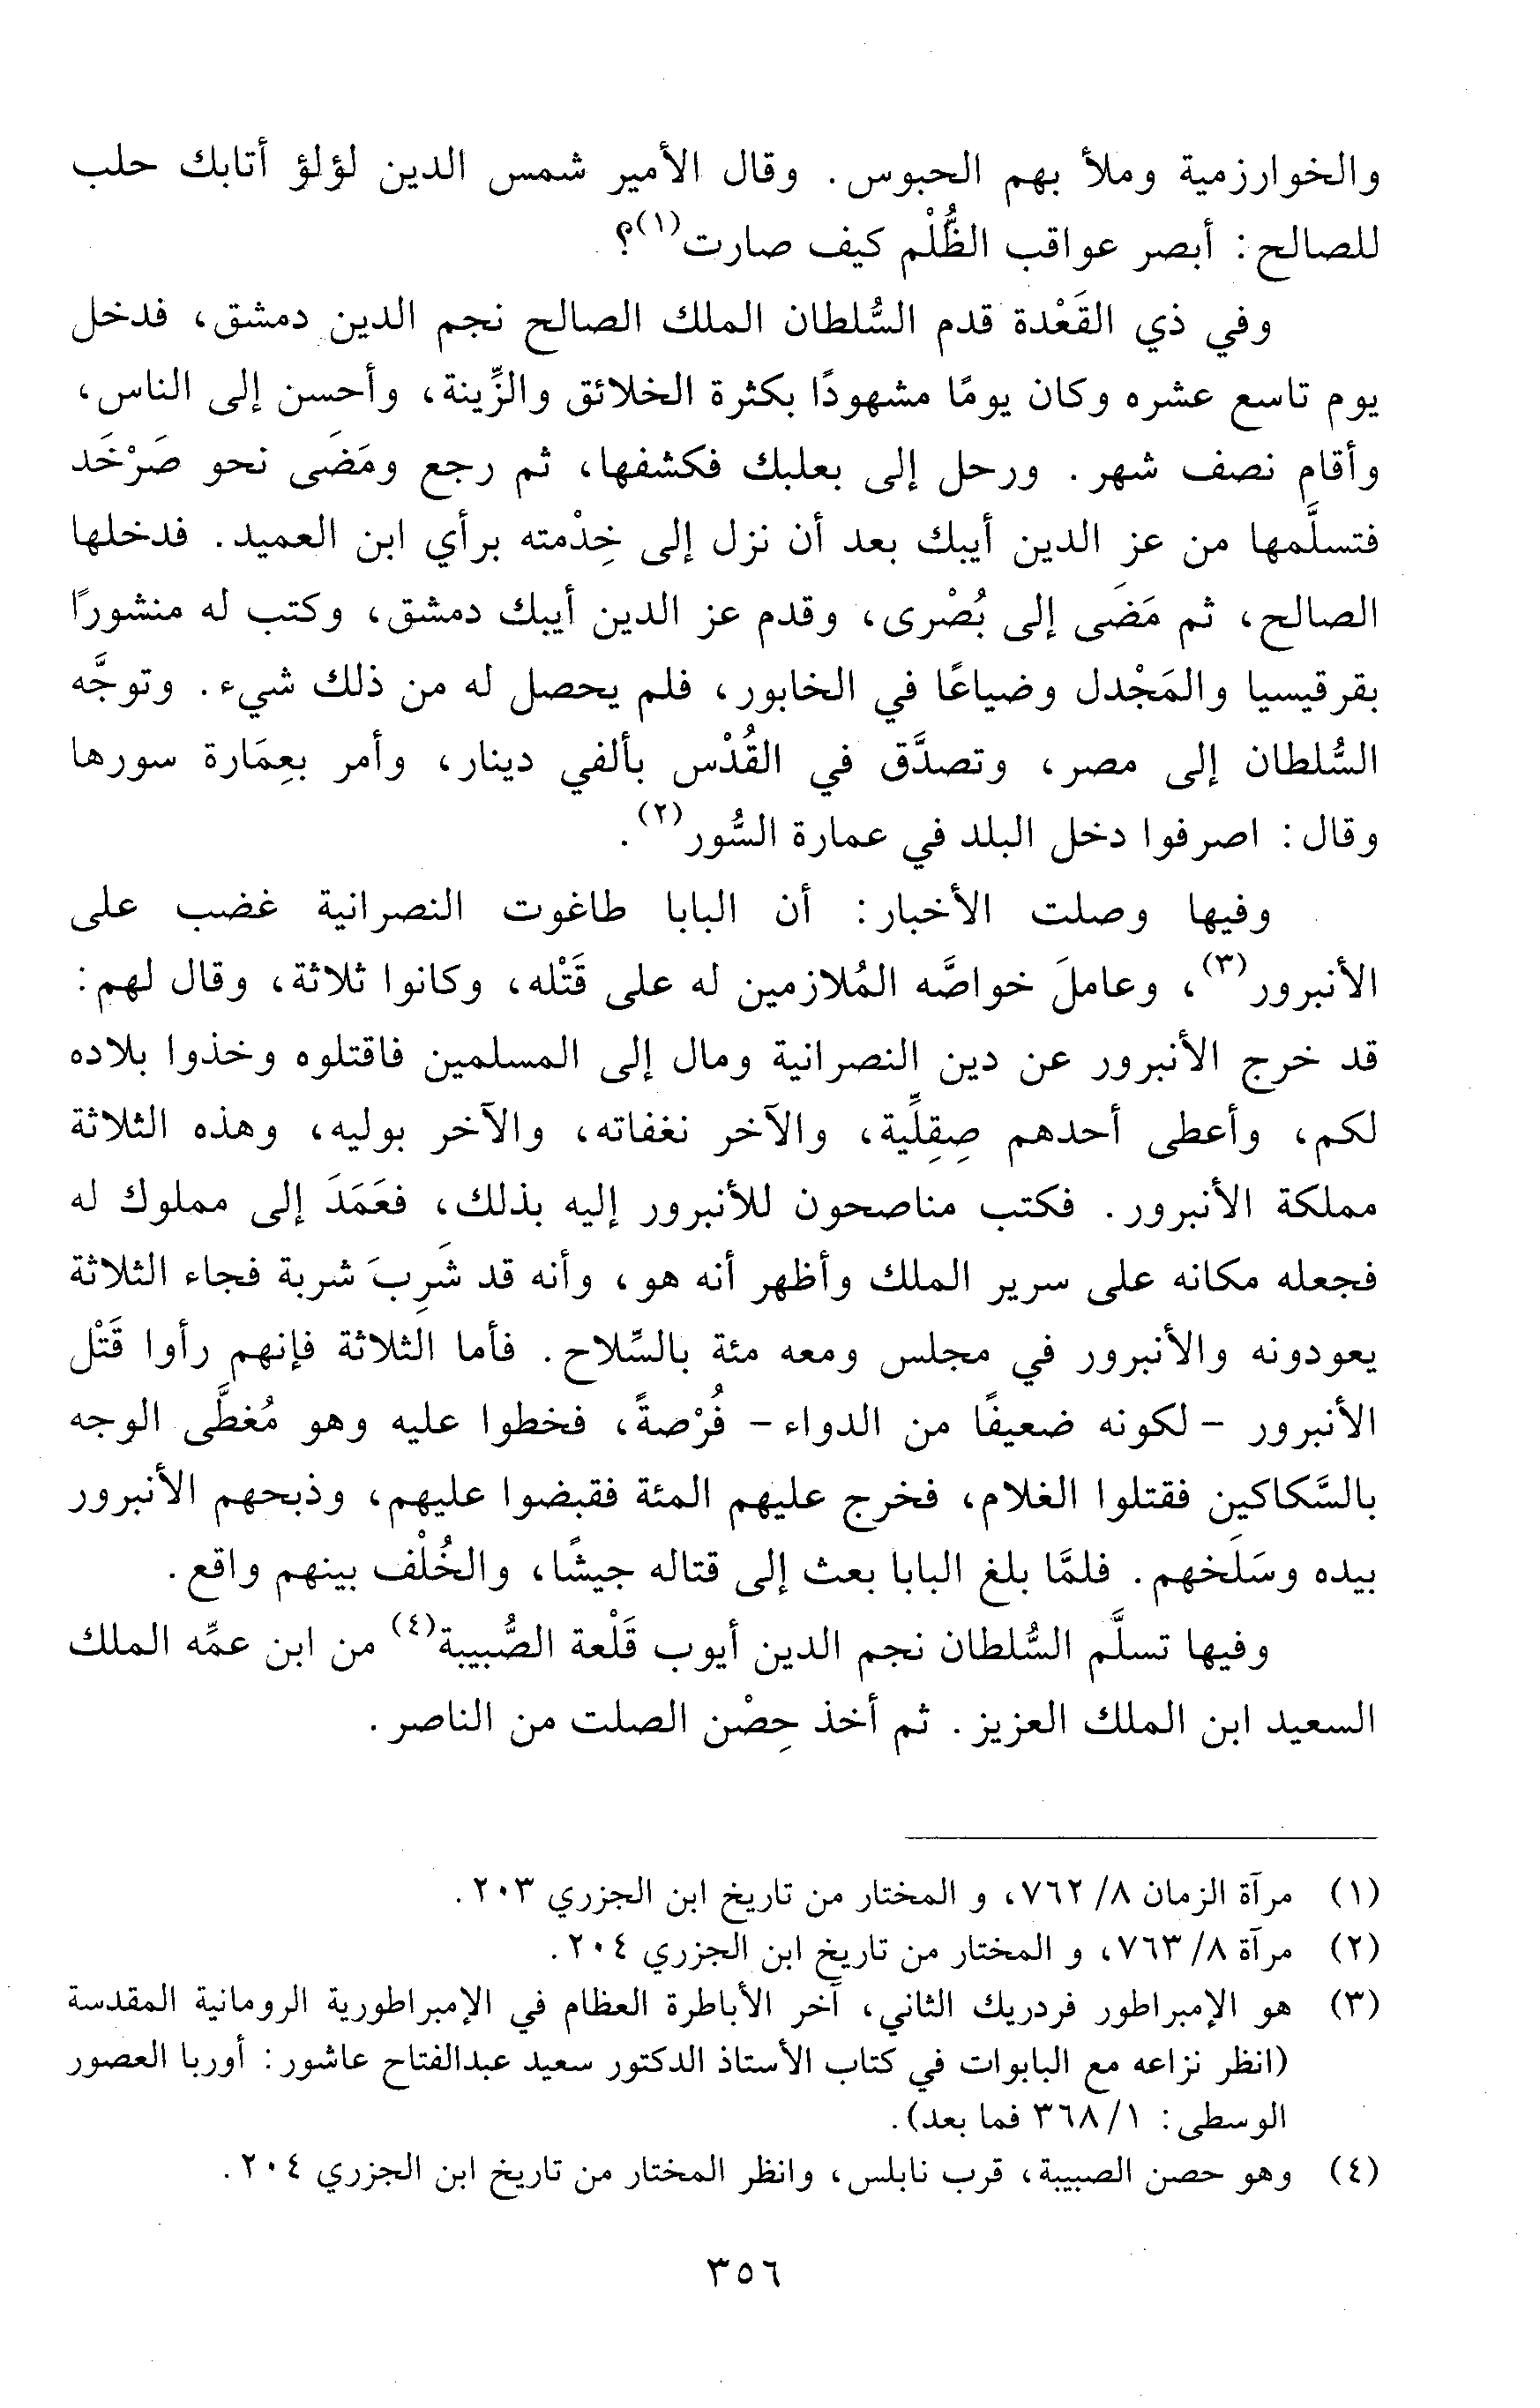 والخوارزمية وملأ بهم الحبوس. وقال الأمير شمس الدين لؤلؤ أتابك حلب
للصالح: أبصر عواقب الظُّلْم كيف صارت(١)؟
وفي ذي القَعْدة قدم السُّلطان الملك الصالح نجم الدين دمشق، فدخل
يوم تاسع عشره وكان يومًا مشهودًا بكثرة الخلائق والزِّينة، وأحسن إلى الناس،
وأقام نصف شهر. ورحل إلى بعلبك فكشفها، ثم رجع ومَضَى نحو صَرْخَد
فتسلَّمها من عز الدين أيبك بعد أن نزل إلى خِذْمته برأي ابن العميد. فدخلها
الصالح، ثم مَضَى إلى بُصْرى، وقدم عز الدين أيبك دمشق، وكتب له منشورًا
بقرقيسيا والمَجْدل وضياعًا في الخابور، فلم يحصل له من ذلك شيء. وتوجَّه
السُّلطان إلى مصر، وتصدَّق في القُدْس بألفي دينار، وأمر بعِمَارة سورها
وقال: اصرفوا دخل البلد في عمارة السُّور(٢).
وفيها وصلت الأخبار: أن البابا طاغوت النصرانية غضب على
الأنبرور(٣)، وعاملَ خواصَّه المُلازمين له على قَتْله، وكانوا ثلاثة، وقال لهم:
قد خرج الأنبرور عن دين النصرانية ومال إلى المسلمين فاقتلوه وخذوا بلاده
لكم، وأعطى أحدهم صِقِلِّية، والآخر نغفاته، والآخر بوليه، وهذه الثلاثة
مملكة الأنبرور. فكتب مناصحون للأنبرور إليه بذلك، فعَمَدَ إلى مملوك له
فجعله مكانه على سرير الملك وأظهر أنه هو، وأنه قد شَرِبَ شربة فجاء الثلاثة
يعودونه والأنبرور في مجلس ومعه مئة بالسِّلاح. فأما الثلاثة فإنهم رأوا قَتْل
الأنبرور -لكونه ضعيفًا من الدواء- فُرْصةً، فخطوا عليه وهو مُغطَّى الوجه
بالسَّكاكين فقتلوا الغلام، فخرج عليهم المئة فقبضوا عليهم، وذبحهم الأنبرور
بيده وسَلَخهم. فلمَّا بلغ البابا بعث إلى قتاله جيشًا، والخُلْف بينهم واقع.
وفيها تسلَّم السُّلطان نجم الدين أيوب قَلْعة الصُّبيبة(٤) من ابن عمِّه الملك
السعيد ابن الملك العزيز. ثم أخذ حِصْن الصلت من الناصر.
(١) مرآة الزمان ٨/ ٧٦٢، و المختار من تاريخ ابن الجزري ٢٠٣.
(٢) مرآة ٨/ ٧٦٣، و المختار من تاريخ ابن الجزري ٢٠٤.
(٣) هو الإمبراطور فردريك الثاني، آخر الأباطرة العظام في الإمبراطورية الرومانية المقدسة
(انظر نزاعه مع البابوات في كتاب الأستاذ الدكتور سعيد عبدالفتاح عاشور: أوربا العصور
الوسطى: ١/ ٣٦٨ فما بعد).
(٤) وهو حصن الصبيبة، قرب نابلس، وانظر المختار من تاريخ ابن الجزري ٢٠٤.
٣٥٦